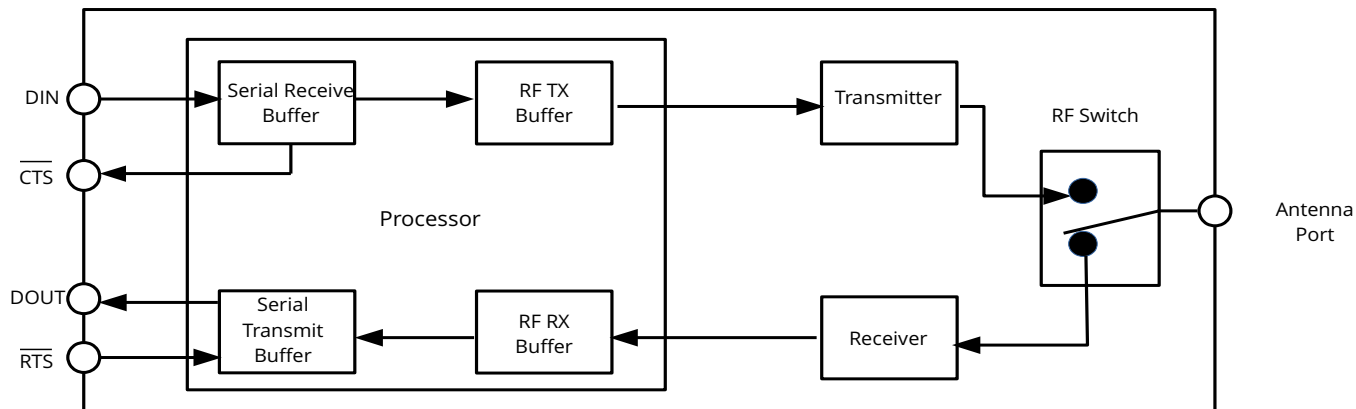 DIN
Serial Receive
Buffer
RF TX
Buffer
Transmitter
RF Switch
CTS
Processor
Antenna
Port
DOUT
Serial
Transmit
Buffer
RF RX
Buffer
Receiver
RTS